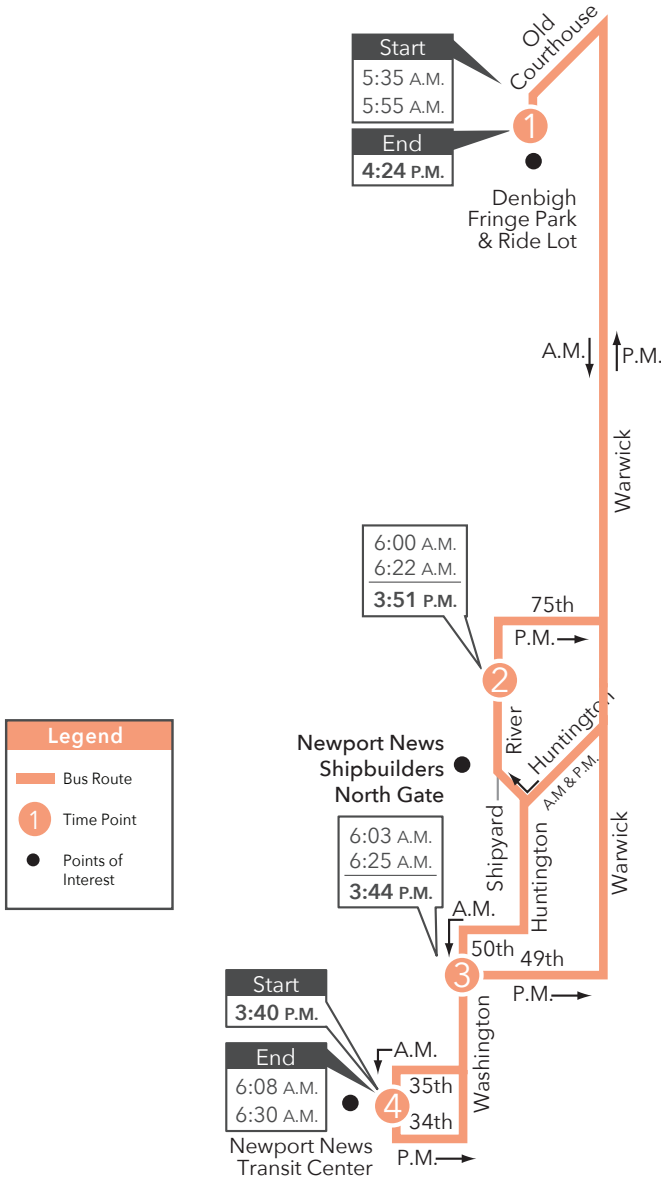 Old
Courthouse
Start
5:35 A.M.
5:55 A.M.
1
End
4:24 P.M.
Denbigh
Fringe Park
& Ride Lot
A.M.
P.M.
Warwick
6:00 A.M.
6:22 A.M.
3:51 P.M.
75th
P.M.
2
River
Huntington
A.M & P.M.
Newport News
Shipbuilders
North Gate
Shipyard
Huntington
Warwick
Legend
Bus Route
1
Time Point
Points of
Interest
6:03 A.M.
6:25 A.M.
3:44 P.M.
A.M.
50th
49th
3
P.M.
Washington
Start
3:40 P.M.
End
6:08 A.M.
6:30 A.M.
A.M.
35th
4
34th
Newport News
Transit Center
P.M.